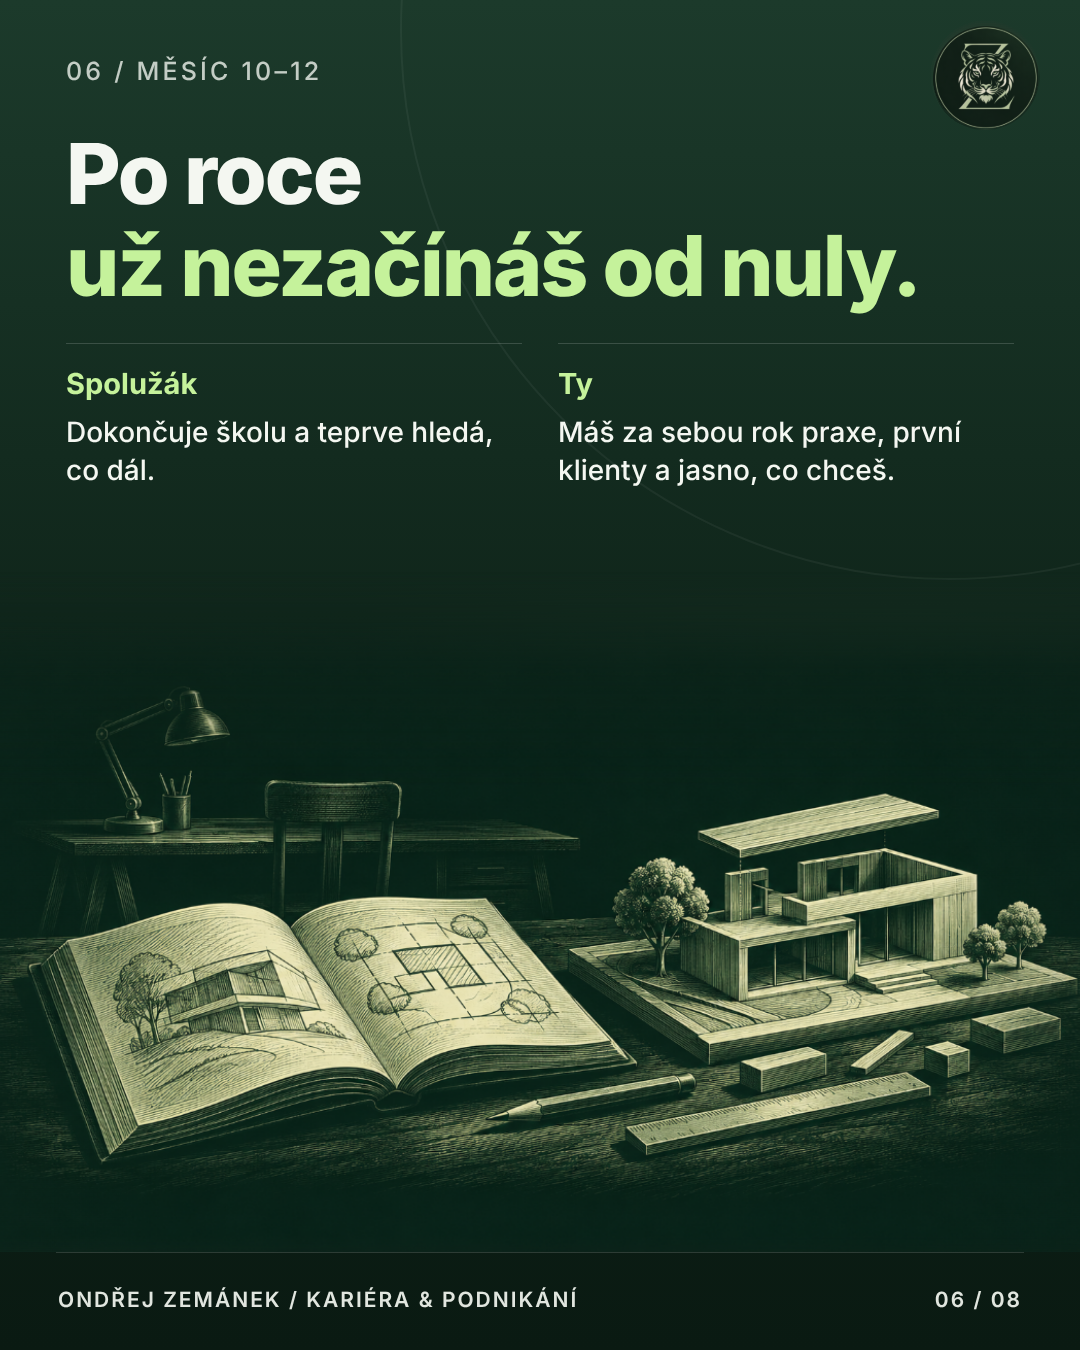 06 / MĚSÍC 10–12
Po roce
už nezačínáš od nuly.
Spolužák
Dokončuje školu a teprve hledá,
co dál.
Ty
Máš za sebou rok praxe, první
klienty a jasno, co chceš.
ONDŘEJ ZEMÁNEK / KARIÉRA & PODNIKÁNÍ
06 / 08